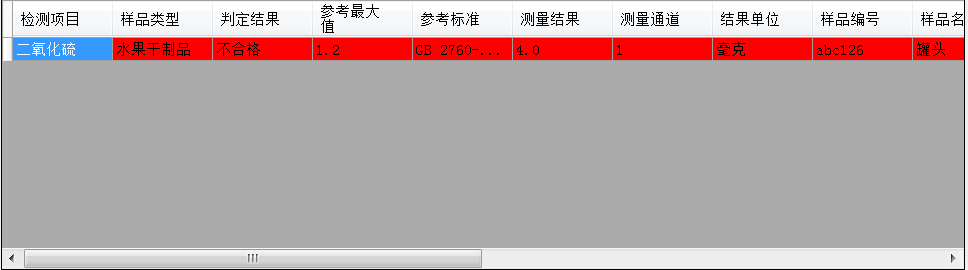 检测项目 样品类型 判定结果 参考最大值 参考标准 测量结果 测量通道 结果单位 样品编号 样品名
二氧化硫 水果干制品 不合格 1.2 GB 2760-... 4.0 1 毫克 abc126 罐头